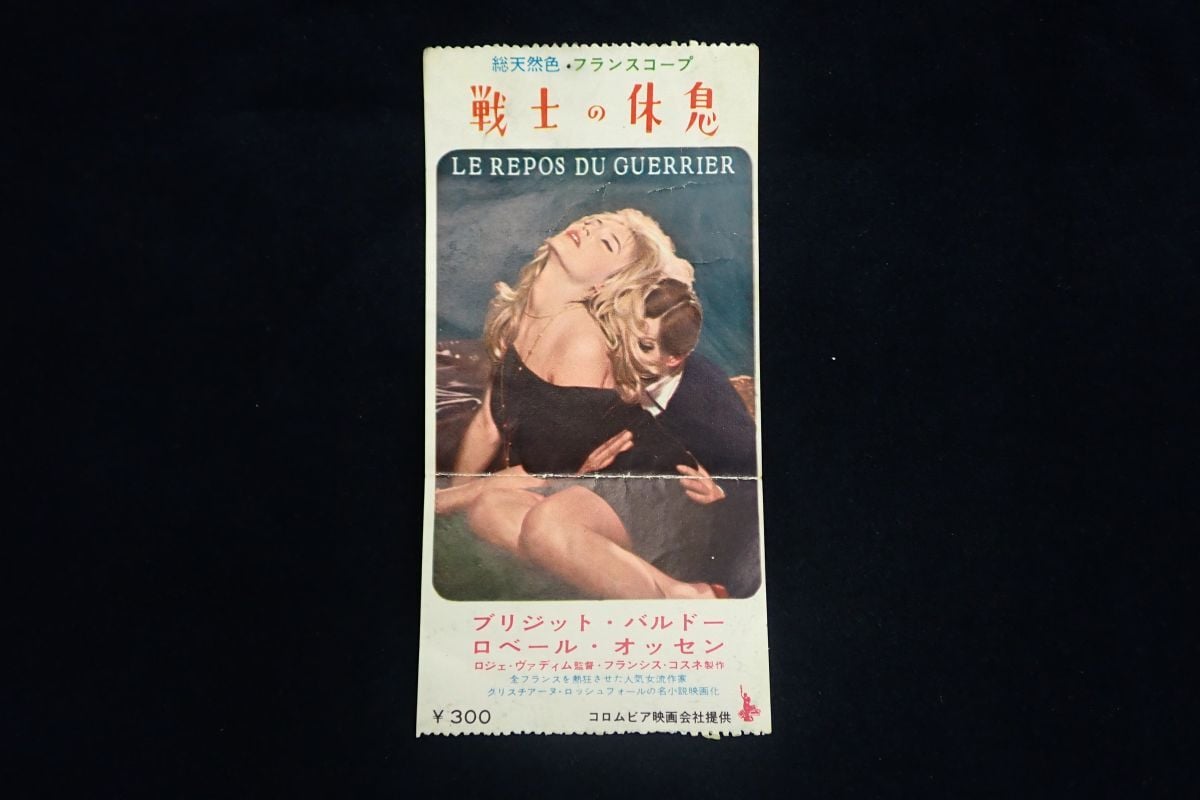 総天然色・フランスコープ
戦士の休息
LE REPOS DU GUERRIER
ブリジット・バルドー
ロベール・オッセン
ロジェ・ヴァディム監督・フランシス・コスネ製作
全フランスを熱狂させた人気女流作家
クリスチアーヌ・ロッシュフォールの名小説映画化
¥300 コロムビア映画会社提供